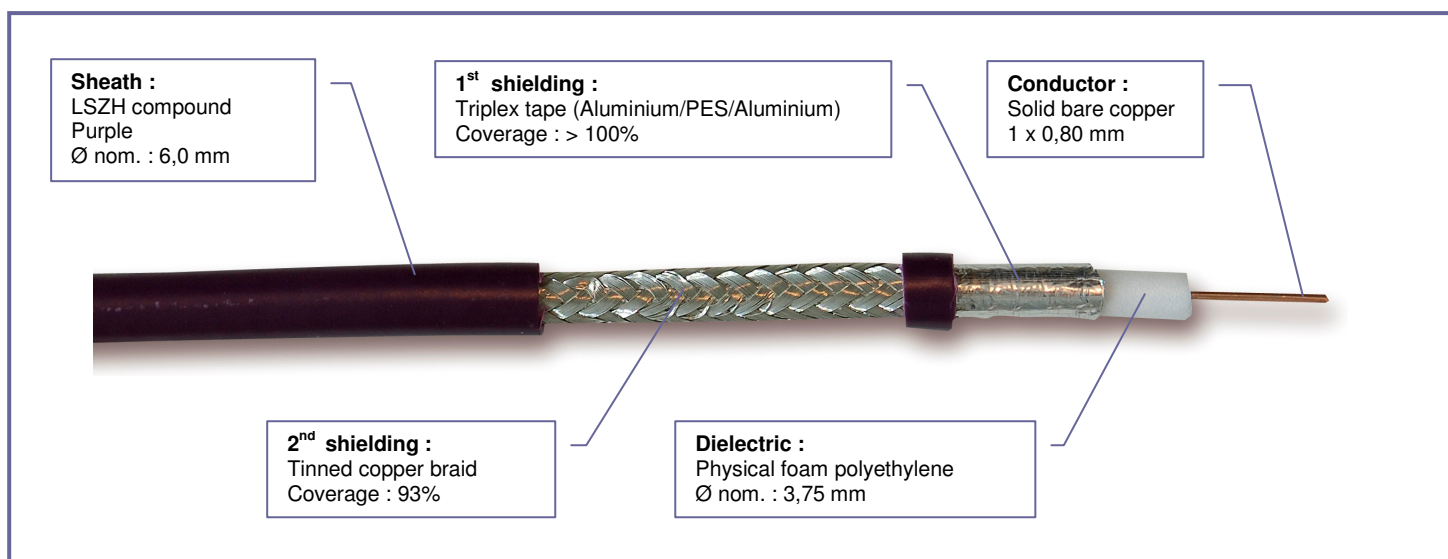 Sheath :
LSZH compound
Purple
Ø nom. : 6,0 mm
1st shielding :
Triplex tape (Aluminium/PES/Aluminium)
Coverage : > 100%
Conductor :
Solid bare copper
1 x 0,80 mm
2nd shielding :
Tinned copper braid
Coverage : 93%
Dielectric :
Physical foam polyethylene
Ø nom. : 3,75 mm